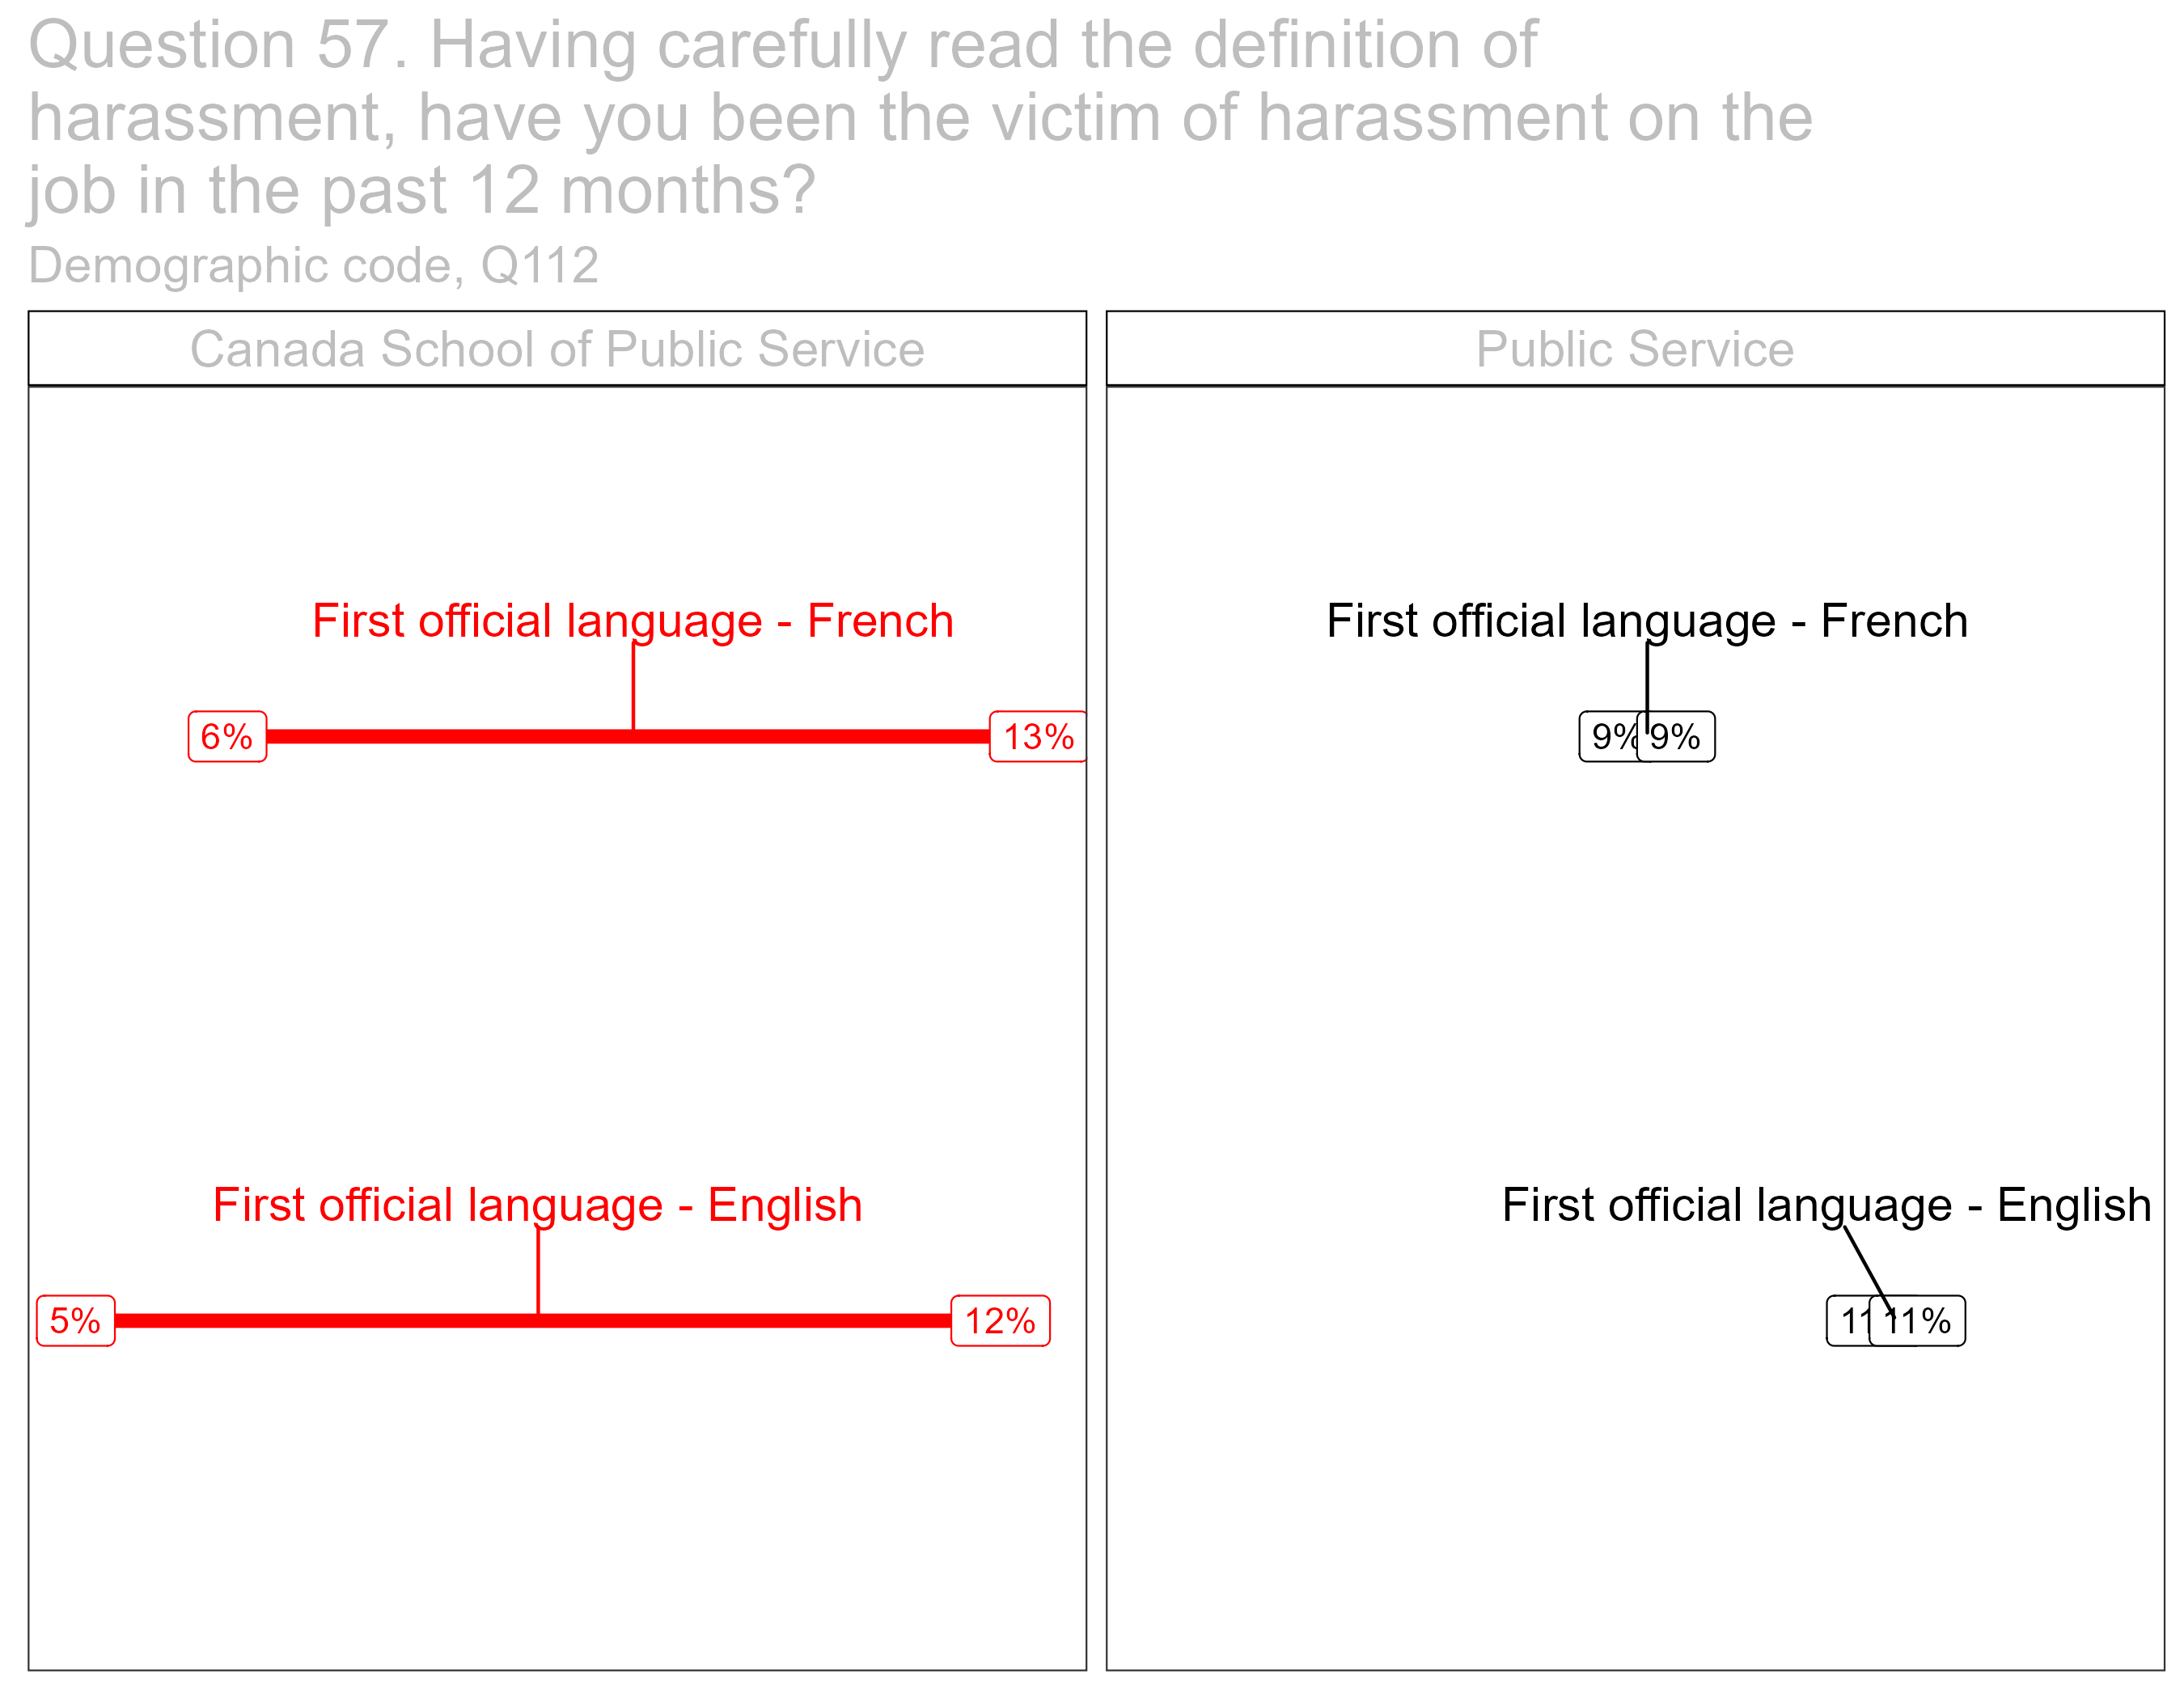 Question 57. Having carefully read the definition of
harassment, have you been the victim of harassment on the
job in the past 12 months?
Demographic code, Q112
Canada School of Public Service
Public Service
First official language - French
6%
13%
First official language - English
5%
12%
First official language - French
9%
9%
First official language - English
11
11%